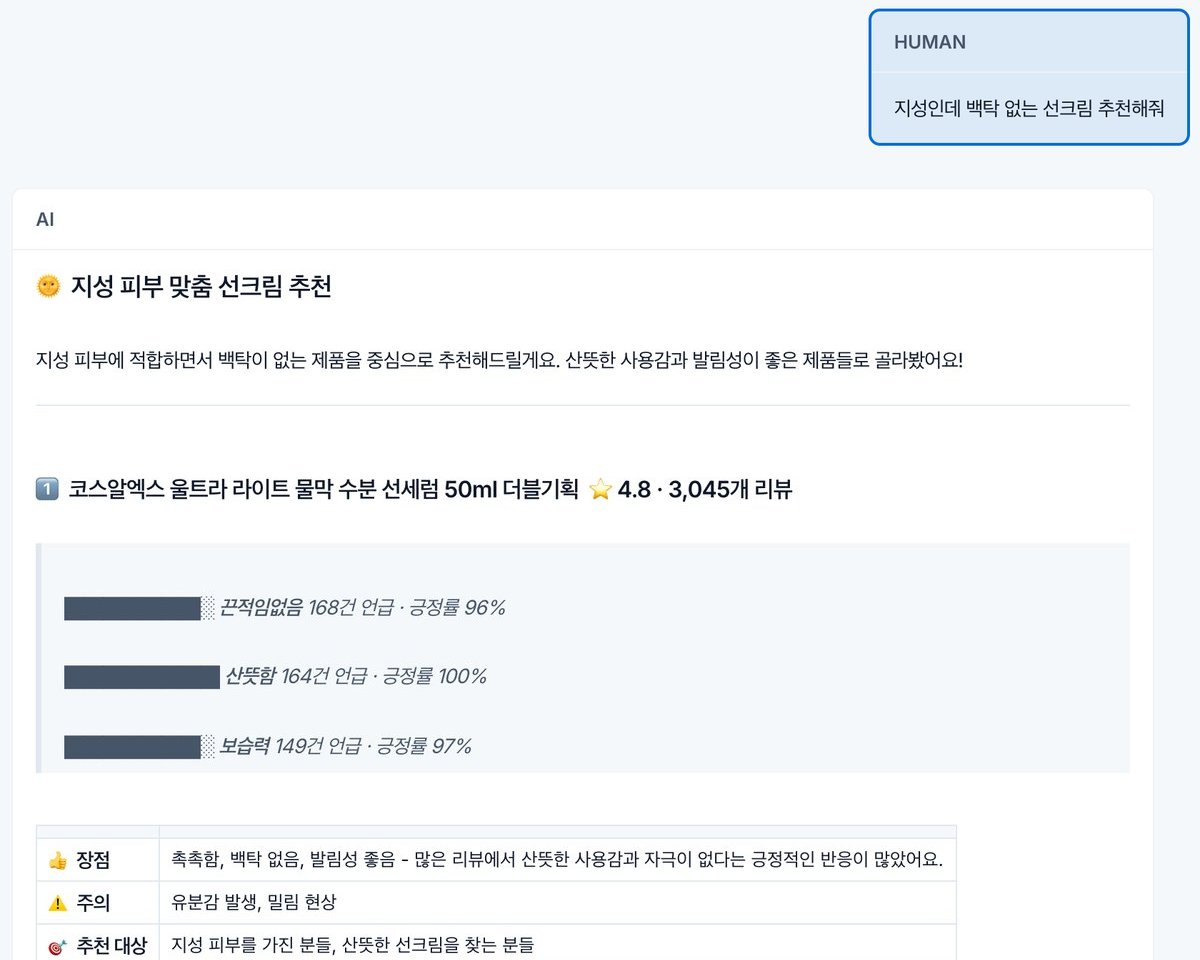 HUMAN
지성인데 백탁 없는 선크림 추천해줘
AI
🌞 지성 피부 맞춤 선크림 추천
지성 피부에 적합하면서 백탁이 없는 제품을 중심으로 추천해드릴게요. 산뜻한 사용감과 발림성이 좋은 제품들로 골라봤어요!
1️⃣ 코스알엑스 울트라 라이트 물막 수분 선세럼 50ml 더블기획 ⭐ 4.8 · 3,045개 리뷰
끈적임없음 168건 언급 · 긍정률 96%
산뜻함 164건 언급 · 긍정률 100%
보습력 149건 언급 · 긍정률 97%
👍 장점 촉촉함, 백탁 없음, 발림성 좋음 - 많은 리뷰에서 산뜻한 사용감과 자극이 없다는 긍정적인 반응이 많았어요.
⚠️ 주의 유분감 발생, 밀림 현상
🎯 추천 대상 지성 피부를 가진 분들, 산뜻한 선크림을 찾는 분들